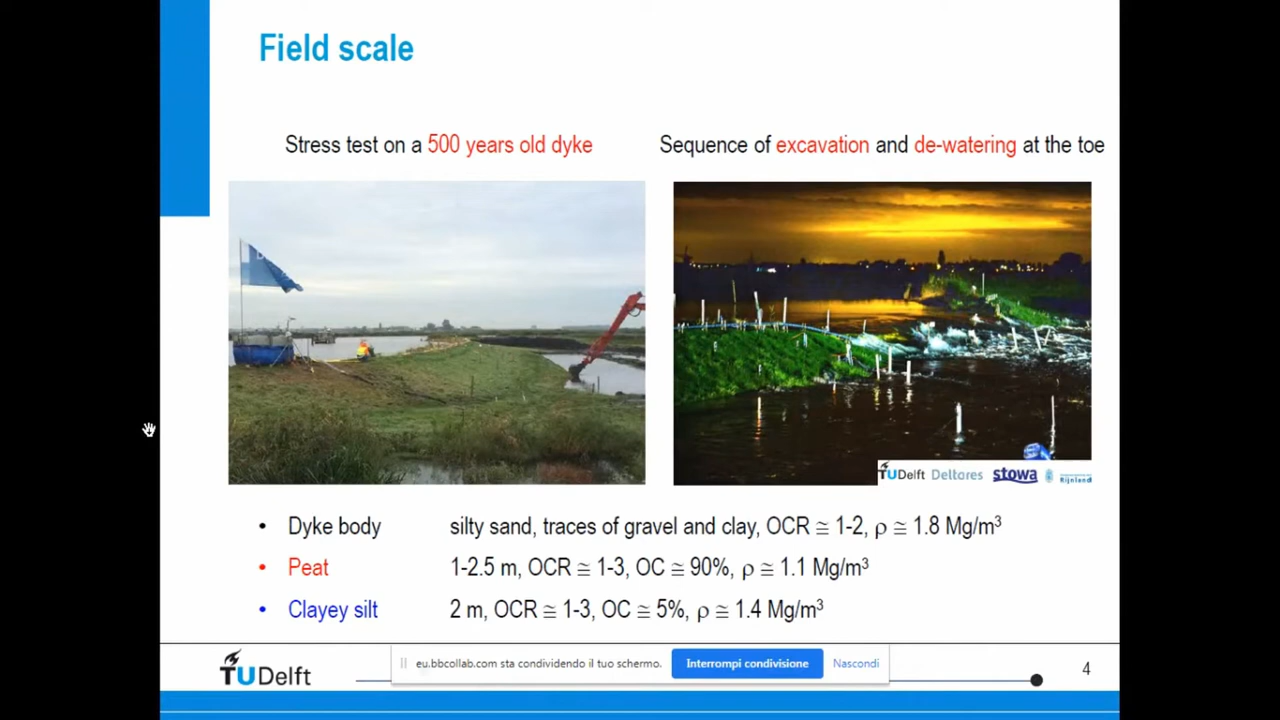 Field scale
Stress test on a 500 years old dyke
Sequence of excavation and de-watering at the toe
TUDelft Deltares stowa Rijnland
• Dyke body silty sand, traces of gravel and clay, OCR ≅ 1-2, ρ ≅ 1.8 Mg/m³
• Peat 1-2.5 m, OCR ≅ 1-3, OC ≅ 90%, ρ ≅ 1.1 Mg/m³
• Clayey silt 2 m, OCR ≅ 1-3, OC ≅ 5%, ρ ≅ 1.4 Mg/m³
TUDelft
eu.bbcollab.com sta condividendo il tuo schermo. Interrompi condivisione Nascondi
4